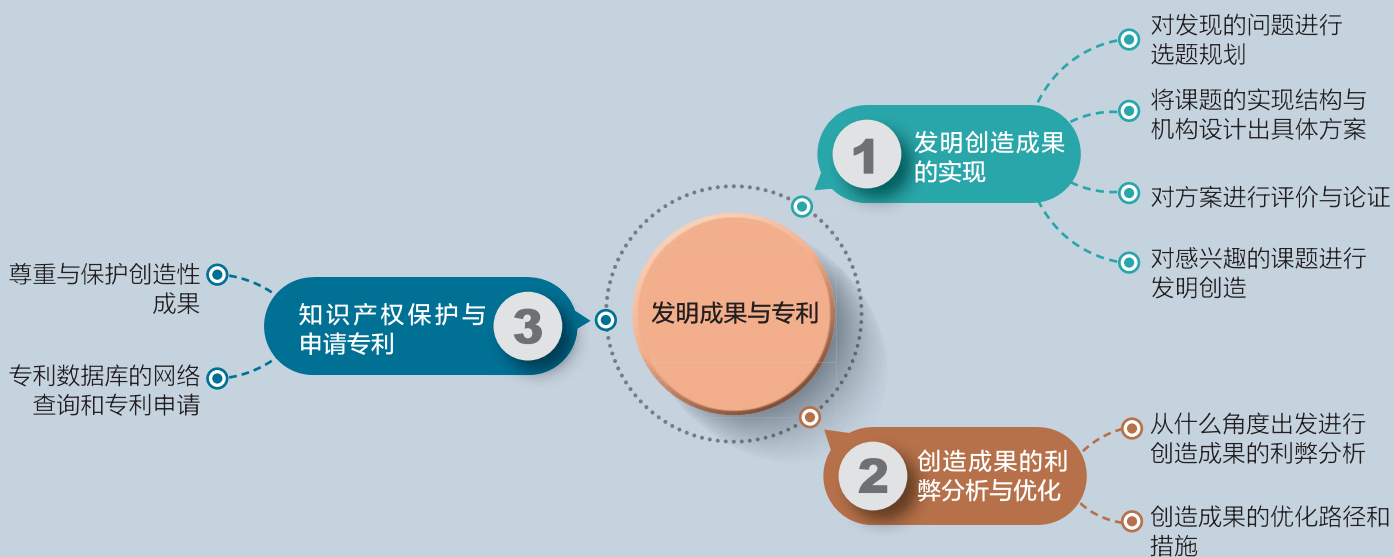 发明成果与专利
1
发明创造成果
的实现
对发现的问题进行
选题规划
将课题的实现结构与
机构设计出具体方案
对方案进行评价与论证
对感兴趣的课题进行
发明创造
2
创造成果的利
弊分析与优化
从什么角度出发进行
创造成果的利弊分析
创造成果的优化路径和
措施
3
知识产权保护与
申请专利
尊重与保护创造性
成果
专利数据库的网络
查询和专利申请